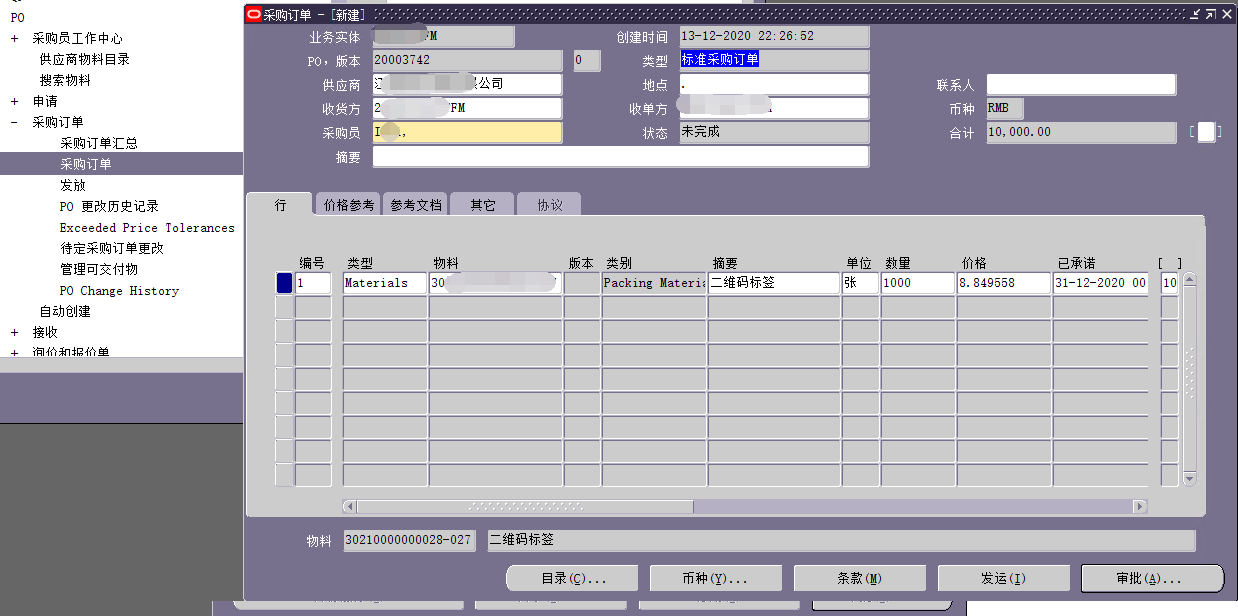 PO
+ 采购员工作中心
供应商物料目录
搜索物料
+ 申请
- 采购订单
采购订单汇总
采购订单
发放
PO 更改历史记录
Exceeded Price Tolerances
待定采购订单更改
管理可交付物
PO Change History
自动创建
+ 接收
+ 询价和报价单
采购订单 - [新建]
业务实体 FM 创建时间 13-12-2020 22:26:52
PO，版本 20003742 0 类型 标准采购订单
供应商 公司 地点 . 联系人
收货方 2 FM 收单方 币种 RMB
采购员 , 状态 未完成 合计 10,000.00 [ ]
摘要
行 价格参考 参考文档 其它 协议
编号 类型 物料 版本 类别 摘要 单位 数量 价格 已承诺 [ ]
1 Materials 30 Packing Materia 二维码标签 张 1000 8.849558 31-12-2020 00 10
物料 30210000000028-027 二维码标签
目录(C)... 币种(Y)... 条款(M) 发运(I) 审批(A)...